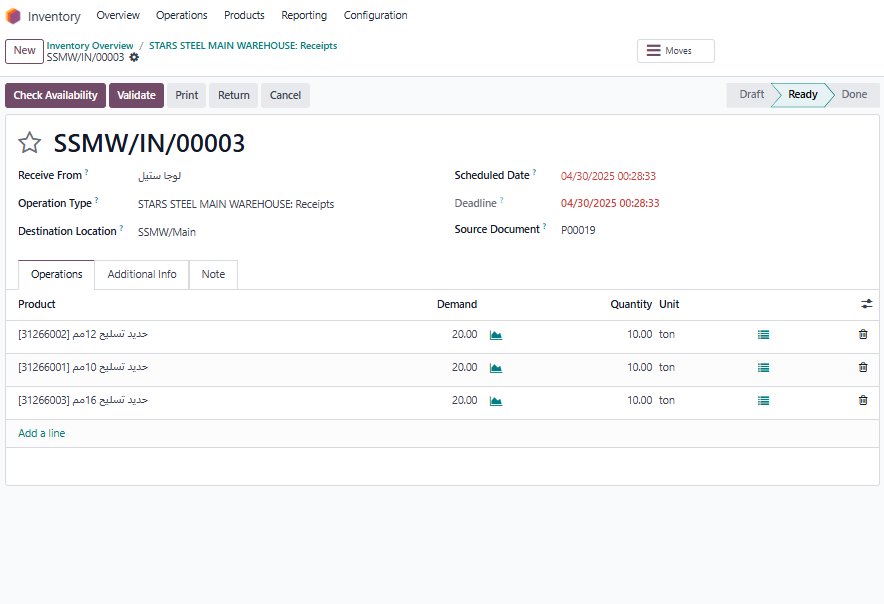 Inventory Overview Operations Products Reporting Configuration
New Inventory Overview / STARS STEEL MAIN WAREHOUSE: Receipts
SSMW/IN/00003
Moves
Check Availability Validate Print Return Cancel Draft Ready Done
SSMW/IN/00003
Receive From ? لوجا ستيل Scheduled Date ? 04/30/2025 00:28:33
Operation Type ? STARS STEEL MAIN WAREHOUSE: Receipts Deadline ? 04/30/2025 00:28:33
Destination Location ? SSMW/Main Source Document ? P00019
Operations Additional Info Note
Product Demand Quantity Unit
[31266002] حديد تسليح 12مم 20.00 10.00 ton
[31266001] حديد تسليح 10مم 20.00 10.00 ton
[31266003] حديد تسليح 16مم 20.00 10.00 ton
Add a line